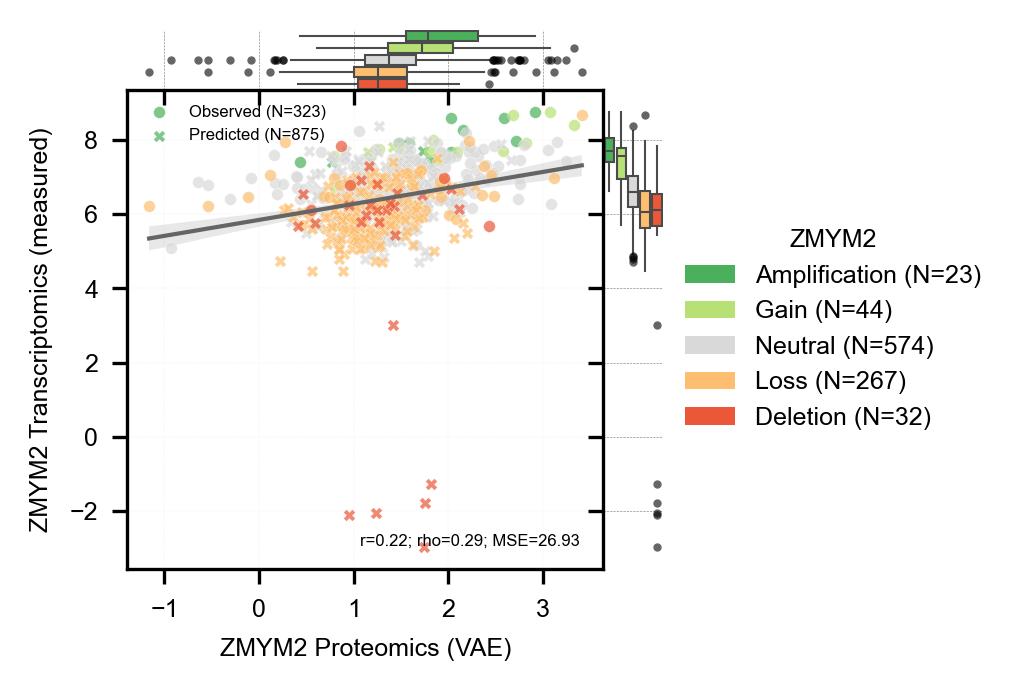 Observed (N=323)
Predicted (N=875)
8
6
4
2
0
−2
ZMYM2 Transcriptomics (measured)
r=0.22; rho=0.29; MSE=26.93
−1
0
1
2
3
ZMYM2 Proteomics (VAE)
ZMYM2
Amplification (N=23)
Gain (N=44)
Neutral (N=574)
Loss (N=267)
Deletion (N=32)